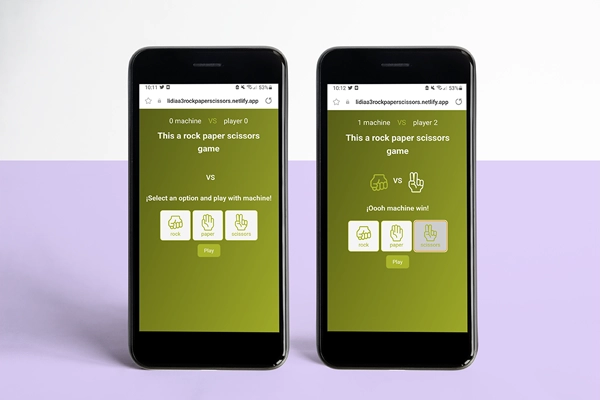 10:11
53%
lidiaa3rockpaperscissors.netlify.app
0 machine VS player 0
This a rock paper scissors
game
VS
¡Select an option and play with machine!
rock
paper
scissors
Play
10:12
53%
lidiaa3rockpaperscissors.netlify.app
1 machine VS player 2
This a rock paper scissors
game
VS
¡Oooh machine win!
rock
paper
scissors
Play